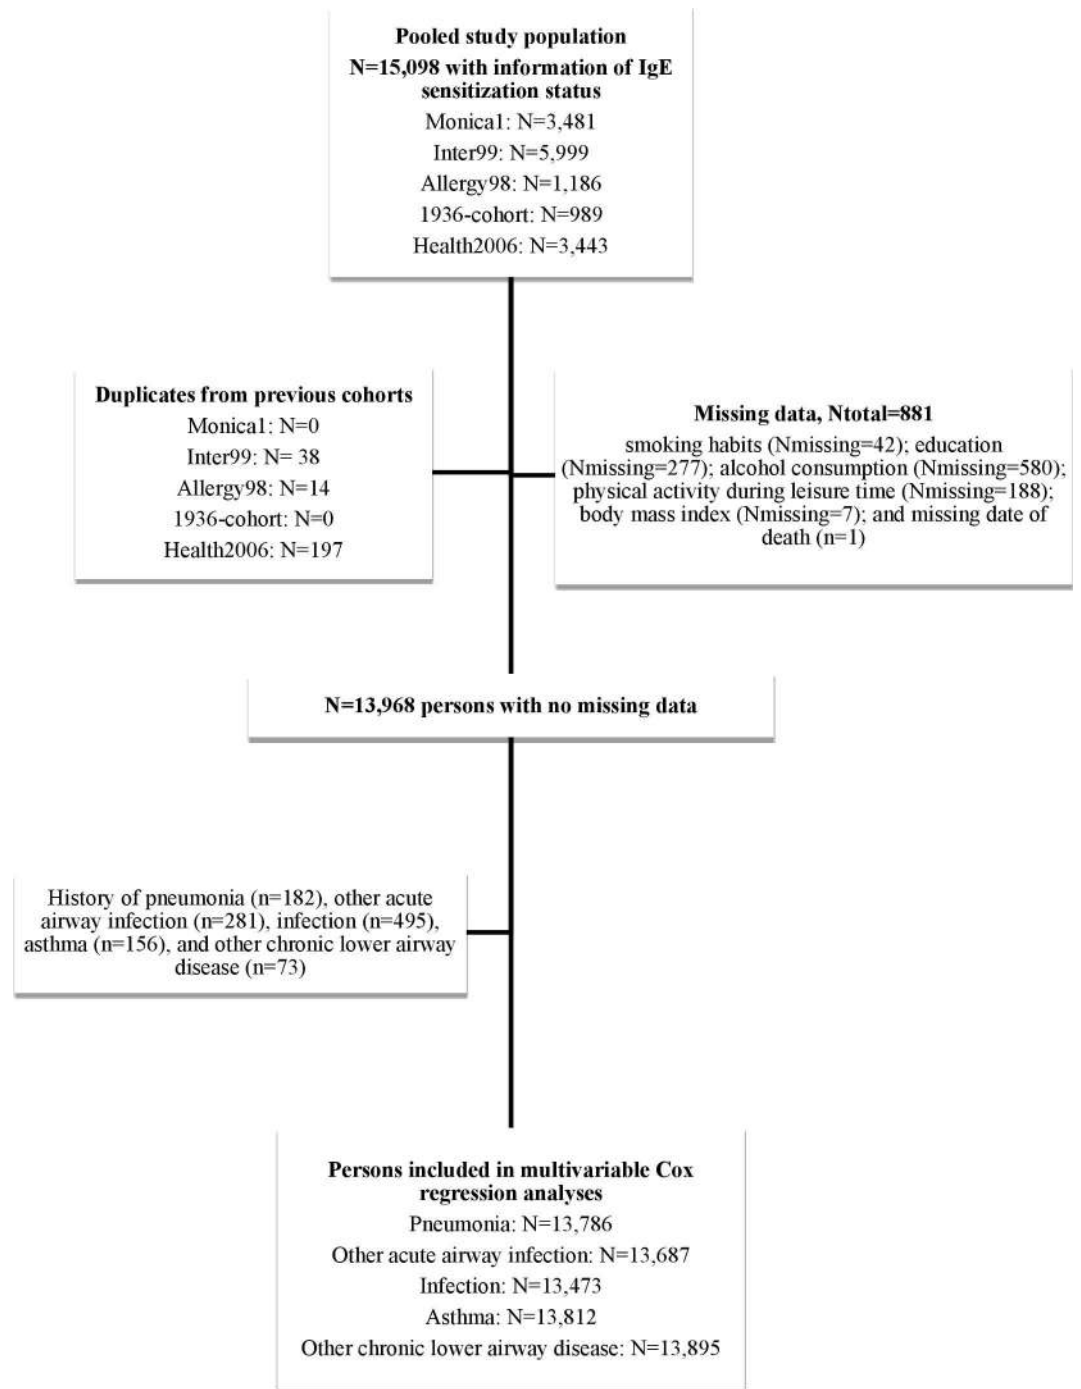 Pooled study population
N=15,098 with information of IgE
sensitization status
Monica1: N=3,481
Inter99: N=5,999
Allergy98: N=1,186
1936-cohort: N=989
Health2006: N=3,443
Duplicates from previous cohorts
Monica1: N=0
Inter99: N= 38
Allergy98: N=14
1936-cohort: N=0
Health2006: N=197
Missing data, Ntotal=881
smoking habits (Nmissing=42); education
(Nmissing=277); alcohol consumption (Nmissing=580);
physical activity during leisure time (Nmissing=188);
body mass index (Nmissing=7); and missing date of
death (n=1)
N=13,968 persons with no missing data
History of pneumonia (n=182), other acute
airway infection (n=281), infection (n=495),
asthma (n=156), and other chronic lower airway
disease (n=73)
Persons included in multivariable Cox
regression analyses
Pneumonia: N=13,786
Other acute airway infection: N=13,687
Infection: N=13,473
Asthma: N=13,812
Other chronic lower airway disease: N=13,895